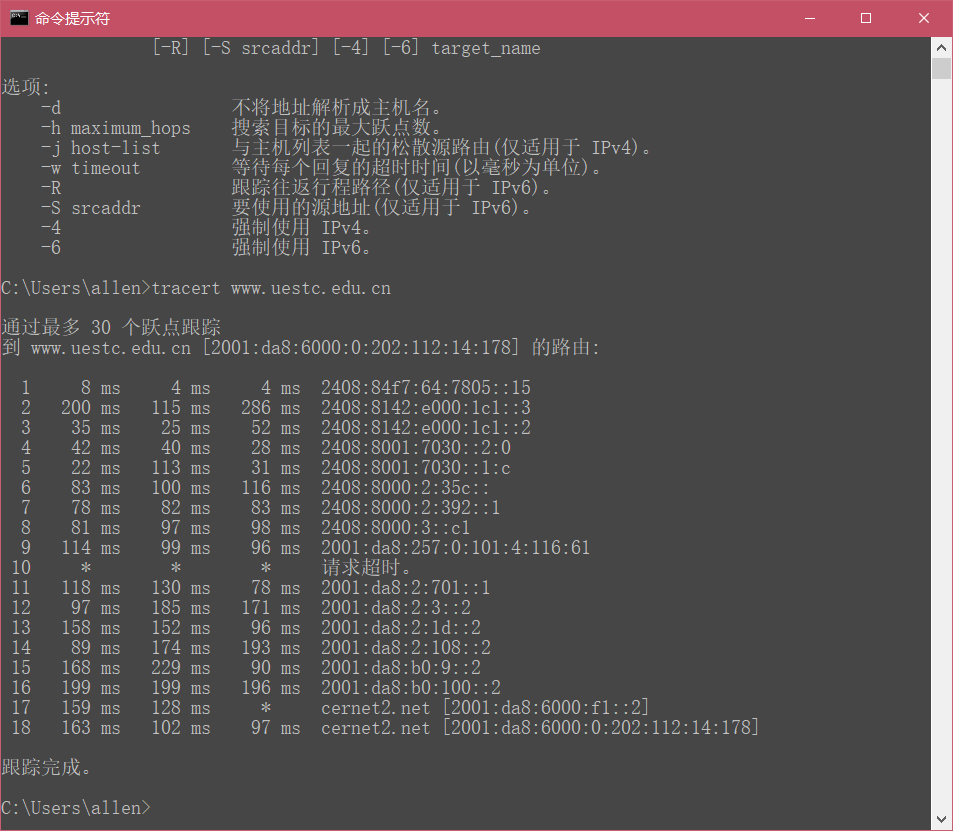 命令提示符
[-R] [-S srcaddr] [-4] [-6] target_name
选项:
-d 不将地址解析成主机名。
-h maximum_hops 搜索目标的最大跃点数。
-j host-list 与主机列表一起的松散源路由(仅适用于 IPv4)。
-w timeout 等待每个回复的超时时间(以毫秒为单位)。
-R 跟踪往返行程路径(仅适用于 IPv6)。
-S srcaddr 要使用的源地址(仅适用于 IPv6)。
-4 强制使用 IPv4。
-6 强制使用 IPv6。
C:\Users\allen>tracert www.uestc.edu.cn
通过最多 30 个跃点跟踪
到 www.uestc.edu.cn [2001:da8:6000:0:202:112:14:178] 的路由:
1 8 ms 4 ms 4 ms 2408:84f7:64:7805::15
2 200 ms 115 ms 286 ms 2408:8142:e000:1c1::3
3 35 ms 25 ms 52 ms 2408:8142:e000:1c1::2
4 42 ms 40 ms 28 ms 2408:8001:7030::2:0
5 22 ms 113 ms 31 ms 2408:8001:7030::1:c
6 83 ms 100 ms 116 ms 2408:8000:2:35c::
7 78 ms 82 ms 83 ms 2408:8000:2:392::1
8 81 ms 97 ms 98 ms 2408:8000:3::c1
9 114 ms 99 ms 96 ms 2001:da8:257:0:101:4:116:61
10 * * * 请求超时。
11 118 ms 130 ms 78 ms 2001:da8:2:701::1
12 97 ms 185 ms 171 ms 2001:da8:2:3::2
13 158 ms 152 ms 96 ms 2001:da8:2:1d::2
14 89 ms 174 ms 193 ms 2001:da8:2:108::2
15 168 ms 229 ms 90 ms 2001:da8:b0:9::2
16 199 ms 199 ms 196 ms 2001:da8:b0:100::2
17 159 ms 128 ms * cernet2.net [2001:da8:6000:f1::2]
18 163 ms 102 ms 97 ms cernet2.net [2001:da8:6000:0:202:112:14:178]
跟踪完成。
C:\Users\allen>